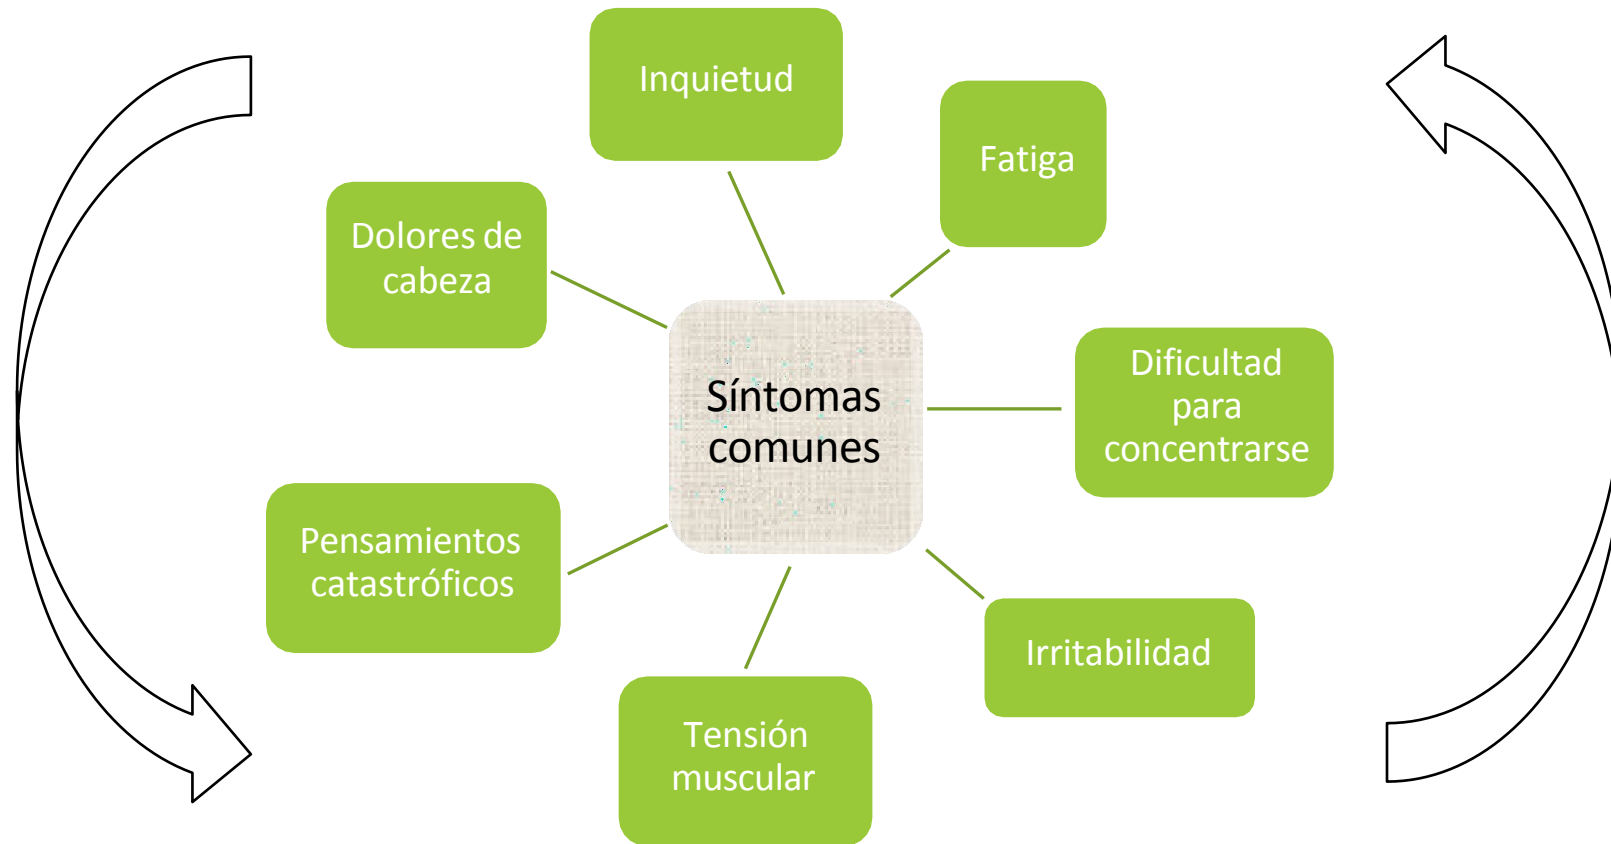 Inquietud
Fatiga
Dolores de
cabeza
Dificultad
para
concentrarse
Síntomas
comunes
Pensamientos
catastróficos
Irritabilidad
Tensión
muscular